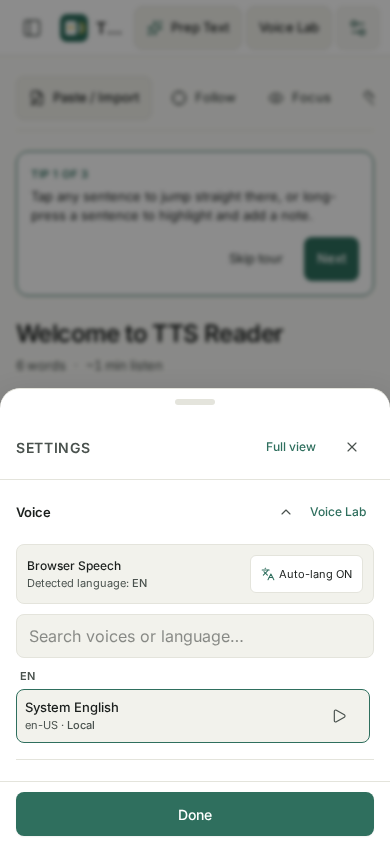 T...
Prep Text
Voice Lab
Paste / Import
Follow
Focus
TIP 1 OF 3
Tap any sentence to jump straight there, or long-
press a sentence to highlight and add a note.
Skip tour
Next
Welcome to TTS Reader
6 words · ~1 min listen
SETTINGS
Full view
Voice
Voice Lab
Browser Speech
Detected language: EN
Auto-lang ON
Search voices or language...
EN
System English
en-US · Local
Done